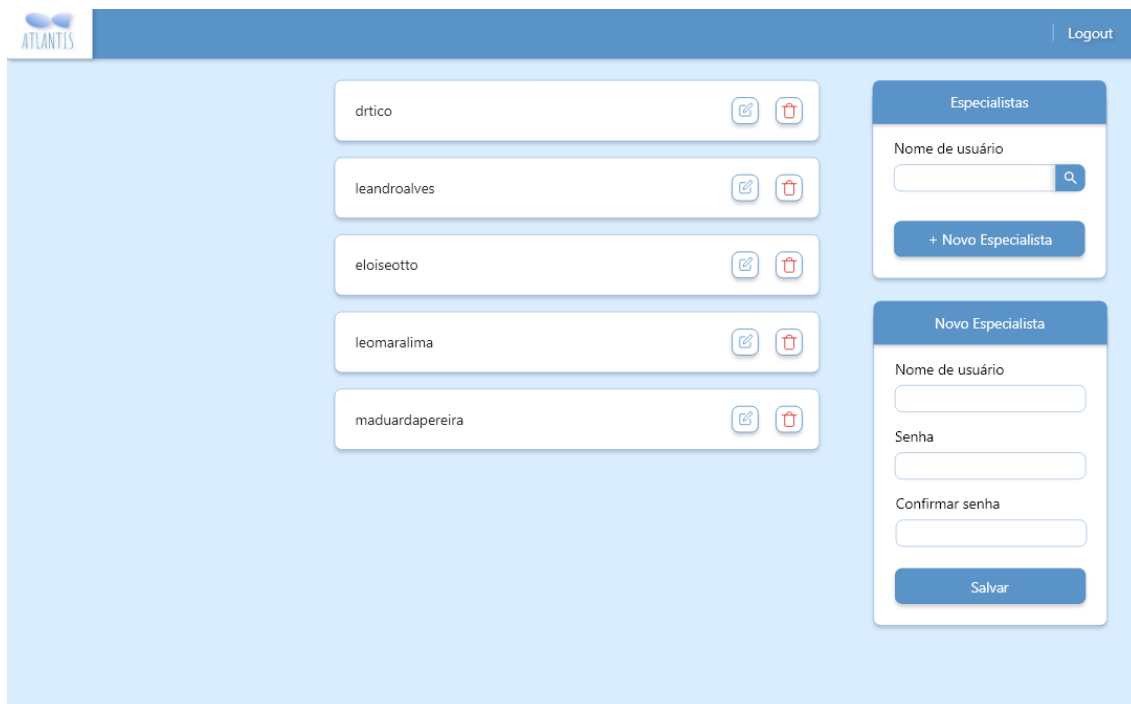 ATLANTIS
Logout
drtico
leandroalves
eloiseotto
leomaralima
maduardapereira
Especialistas
Nome de usuário
+ Novo Especialista
Novo Especialista
Nome de usuário
Senha
Confirmar senha
Salvar